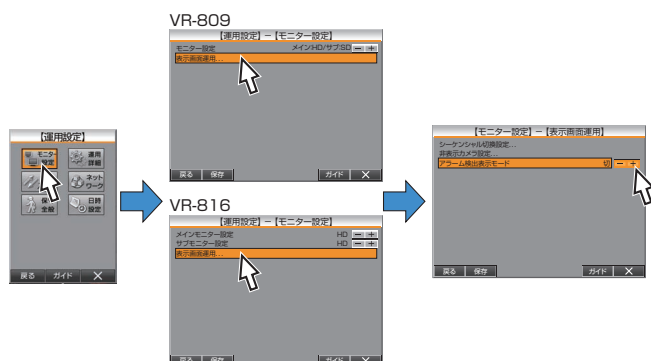 VR-809
【運用設定】－【モニター設定】
モニター設定 メイン:HD/サブ:SD － ＋
表示画面運用...
戻る 保存 ガイド ×
【運用設定】
モニター 設定
運用 詳細
ネット ワーク
保 全般
日時 設定
戻る ガイド ×
VR-816
【運用設定】－【モニター設定】
メインモニター設定 HD － ＋
サブモニター設定 HD － ＋
表示画面運用...
戻る 保存 ガイド ×
【モニター設定】－【表示画面運用】
シーケンシャル切換設定...
非表示カメラ設定...
アラーム検出表示モード 切 － ＋
戻る 保存 ガイド ×